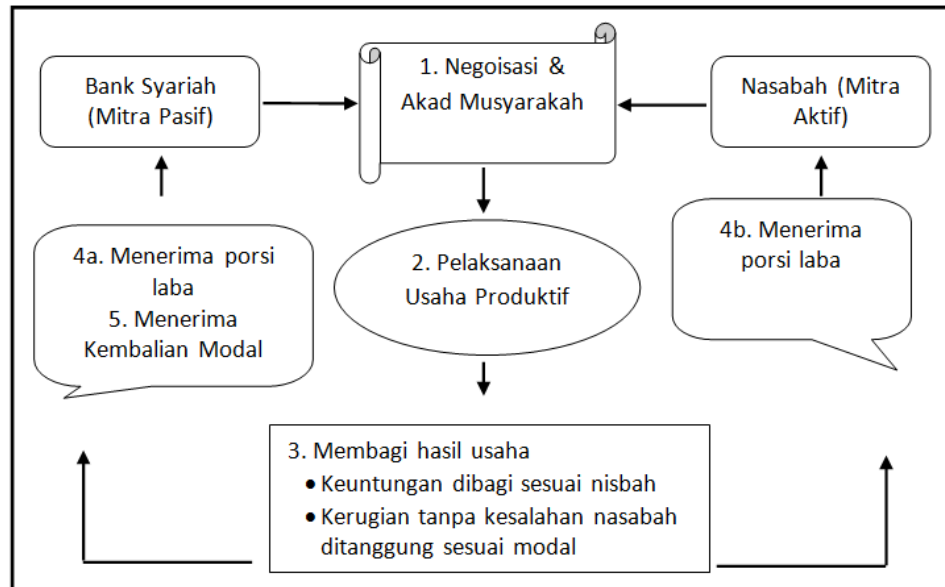 Bank Syariah
(Mitra Pasif)
1. Negoisasi &
Akad Musyarakah
Nasabah (Mitra
Aktif)
4a. Menerima porsi
laba
5. Menerima
Kembalian Modal
2. Pelaksanaan
Usaha Produktif
4b. Menerima
porsi laba
3. Membagi hasil usaha
• Keuntungan dibagi sesuai nisbah
• Kerugian tanpa kesalahan nasabah
ditanggung sesuai modal